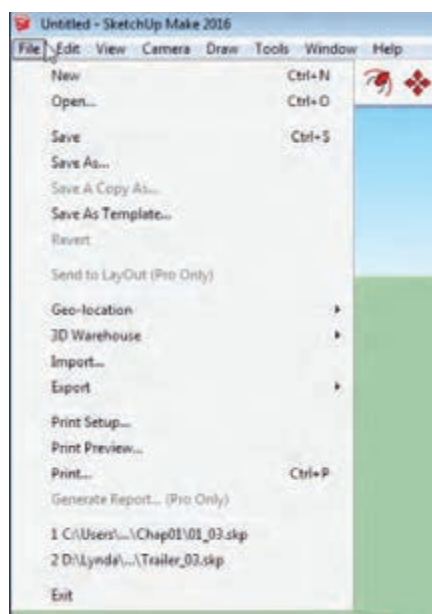 Untitled - SketchUp Make 2016
File Edit View Camera Draw Tools Window Help
New Ctrl+N
Open... Ctrl+O
Save Ctrl+S
Save As...
Save A Copy As...
Save As Template...
Revert
Send to LayOut (Pro Only)
Geo-location
3D Warehouse
Import...
Export
Print Setup...
Print Preview...
Print... Ctrl+P
Generate Report... (Pro Only)
1 C:\Users\...\Chap01\01_03.skp
2 D:\Lynda\...\Trailer_03.skp
Exit